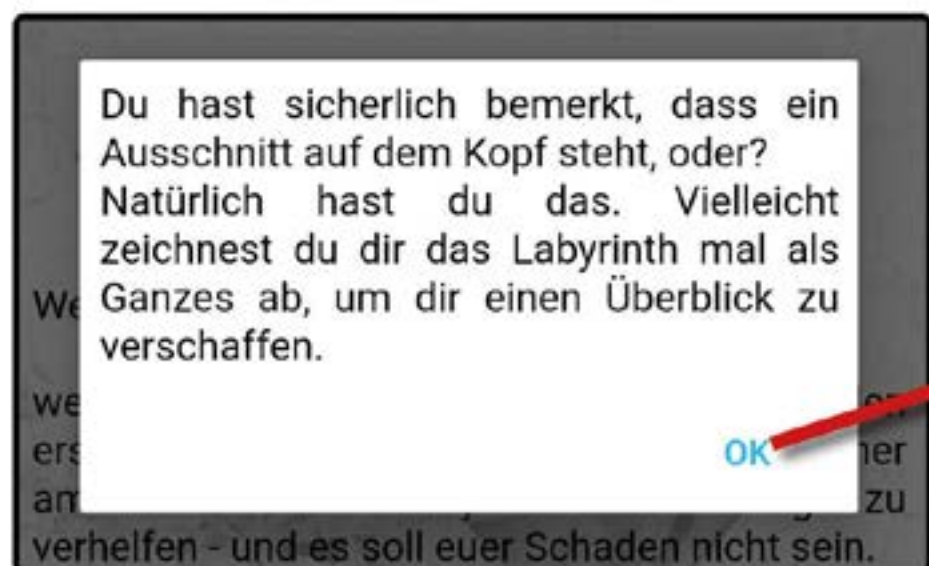 Du hast sicherlich bemerkt, dass ein
Ausschnitt auf dem Kopf steht, oder?
Natürlich hast du das. Vielleicht
zeichnest du dir das Labyrinth mal als
Ganzes ab, um dir einen Überblick zu
verschaffen.
OK
zu
verhelfen - und es soll euer Schaden nicht sein.